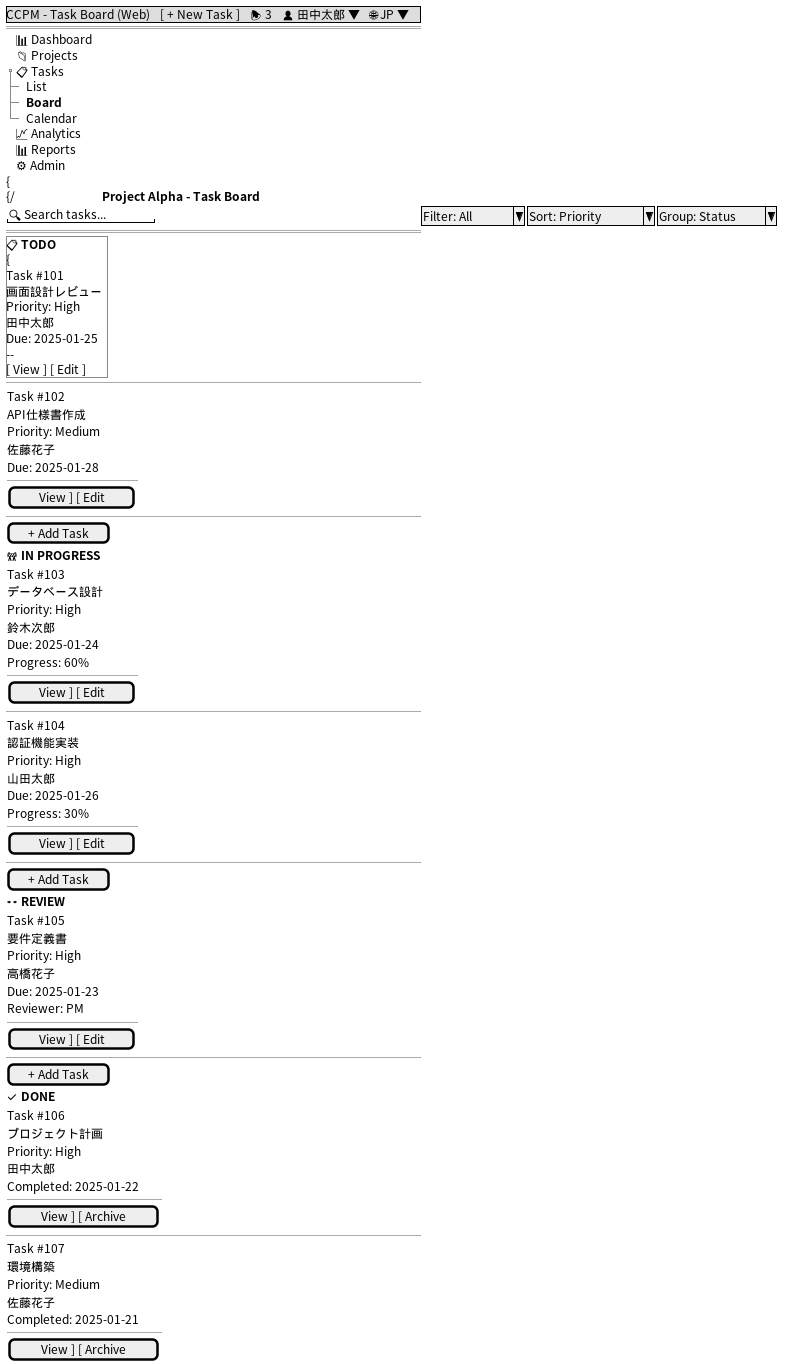 CCPM - Task Board (Web) [ + New Task ] 3 田中太郎 ▼ JP ▼
Dashboard
Projects
Tasks
List
Board
Calendar
Analytics
Reports
Admin
{
{/ Project Alpha - Task Board
Search tasks... Filter: All ▼ Sort: Priority ▼ Group: Status ▼
TODO
{
Task #101
画面設計レビュー
Priority: High
田中太郎
Due: 2025-01-25
--
[ View ] [ Edit ]
Task #102
API仕様書作成
Priority: Medium
佐藤花子
Due: 2025-01-28
View ] [ Edit
+ Add Task
IN PROGRESS
Task #103
データベース設計
Priority: High
鈴木次郎
Due: 2025-01-24
Progress: 60%
View ] [ Edit
Task #104
認証機能実装
Priority: High
山田太郎
Due: 2025-01-26
Progress: 30%
View ] [ Edit
+ Add Task
REVIEW
Task #105
要件定義書
Priority: High
高橋花子
Due: 2025-01-23
Reviewer: PM
View ] [ Edit
+ Add Task
✓ DONE
Task #106
プロジェクト計画
Priority: High
田中太郎
Completed: 2025-01-22
View ] [ Archive
Task #107
環境構築
Priority: Medium
佐藤花子
Completed: 2025-01-21
View ] [ Archive